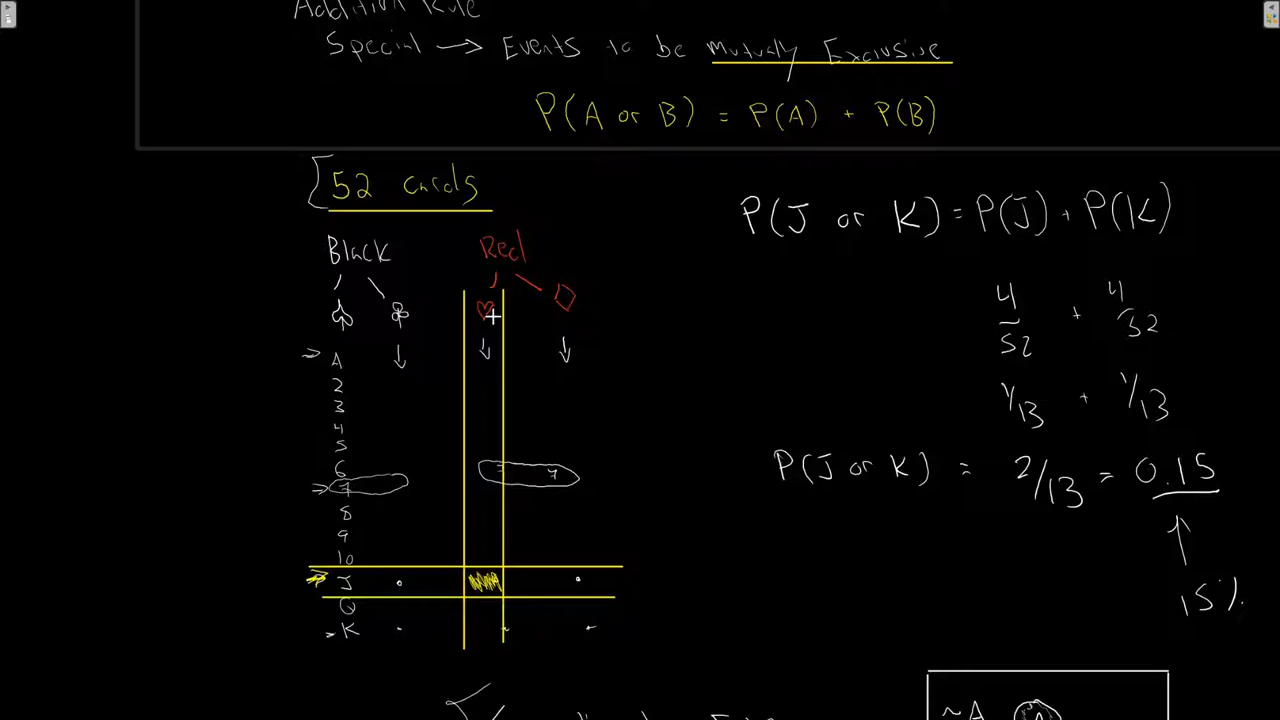 Addition Rule
Special → Events to be Mutually Exclusive
P(A or B) = P(A) + P(B)
52 cards
P(J or K) = P(J) + P(K)
Black Red
A
2
3
4
5
6
7 7
8
9
10
J
Q
K
4/52 + 4/52
1/13 + 1/13
P(J or K) = 2/13 = 0.15
15%
~A A